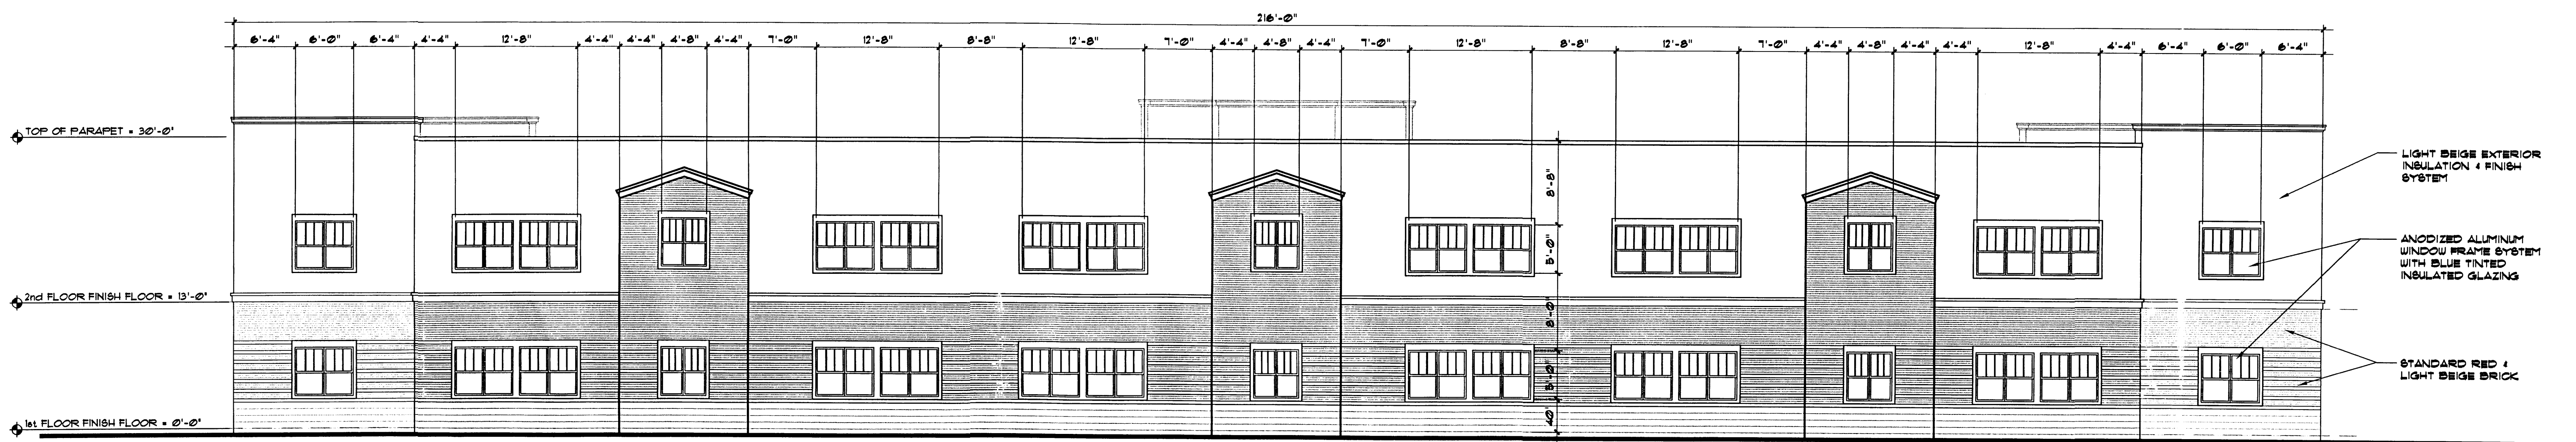 216'-0"
6'-4" 6'-0" 6'-4" 4'-4" 12'-8" 4'-4" 4'-4" 4'-8" 4'-4" 7'-0" 12'-8" 8'-8" 12'-8" 7'-0" 4'-4" 4'-8" 4'-4" 7'-0" 12'-8" 8'-8" 12'-8" 7'-0" 4'-4" 4'-8" 4'-4" 4'-4" 12'-8" 4'-4" 6'-4" 6'-0" 6'-4"
TOP OF PARAPET = 30'-0"
LIGHT BEIGE EXTERIOR
INSULATION & FINISH
SYSTEM
8'-8"
5'-0"
ANODIZED ALUMINUM
WINDOW FRAME SYSTEM
WITH BLUE TINTED
INSULATED GLAZING
2nd FLOOR FINISH FLOOR = 13'-0"
8'-0"
5'-0"
STANDARD RED &
LIGHT BEIGE BRICK
1st FLOOR FINISH FLOOR = 0'-0"